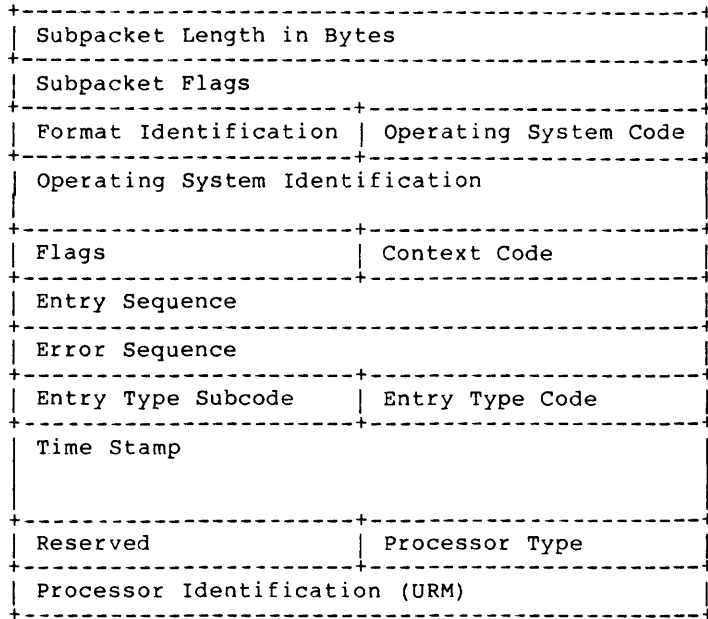 Subpacket Length in Bytes
Subpacket Flags
Format Identification | Operating System Code
Operating System Identification
Flags | Context Code
Entry Sequence
Error Sequence
Entry Type Subcode | Entry Type Code
Time Stamp
Reserved | Processor Type
Processor Identification (URM)